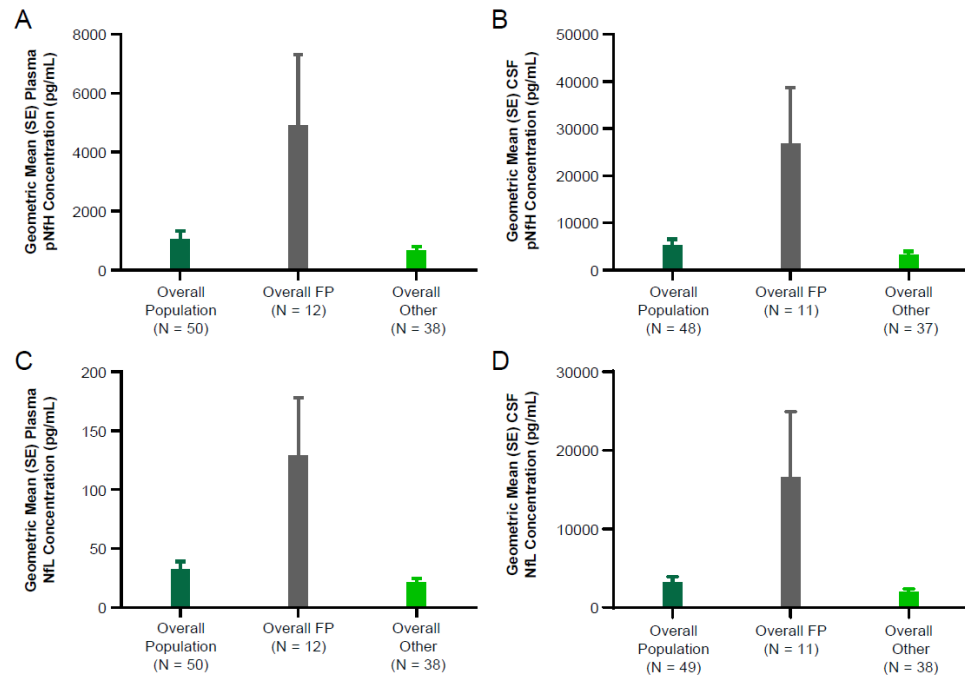 A
Geometric Mean (SE) Plasma
pNfH Concentration (pg/mL)
8000
6000
4000
2000
0
Overall
Population
(N = 50)
Overall FP
(N = 12)
Overall
Other
(N = 38)
B
Geometric Mean (SE) CSF
pNfH Concentration (pg/mL)
50000
40000
30000
20000
10000
0
Overall
Population
(N = 48)
Overall FP
(N = 11)
Overall
Other
(N = 37)
C
Geometric Mean (SE) Plasma
NfL Concentration (pg/mL)
200
150
100
50
0
Overall
Population
(N = 50)
Overall FP
(N = 12)
Overall
Other
(N = 38)
D
Geometric Mean (SE) CSF
NfL Concentration (pg/mL)
30000
20000
10000
0
Overall
Population
(N = 49)
Overall FP
(N = 11)
Overall
Other
(N = 38)